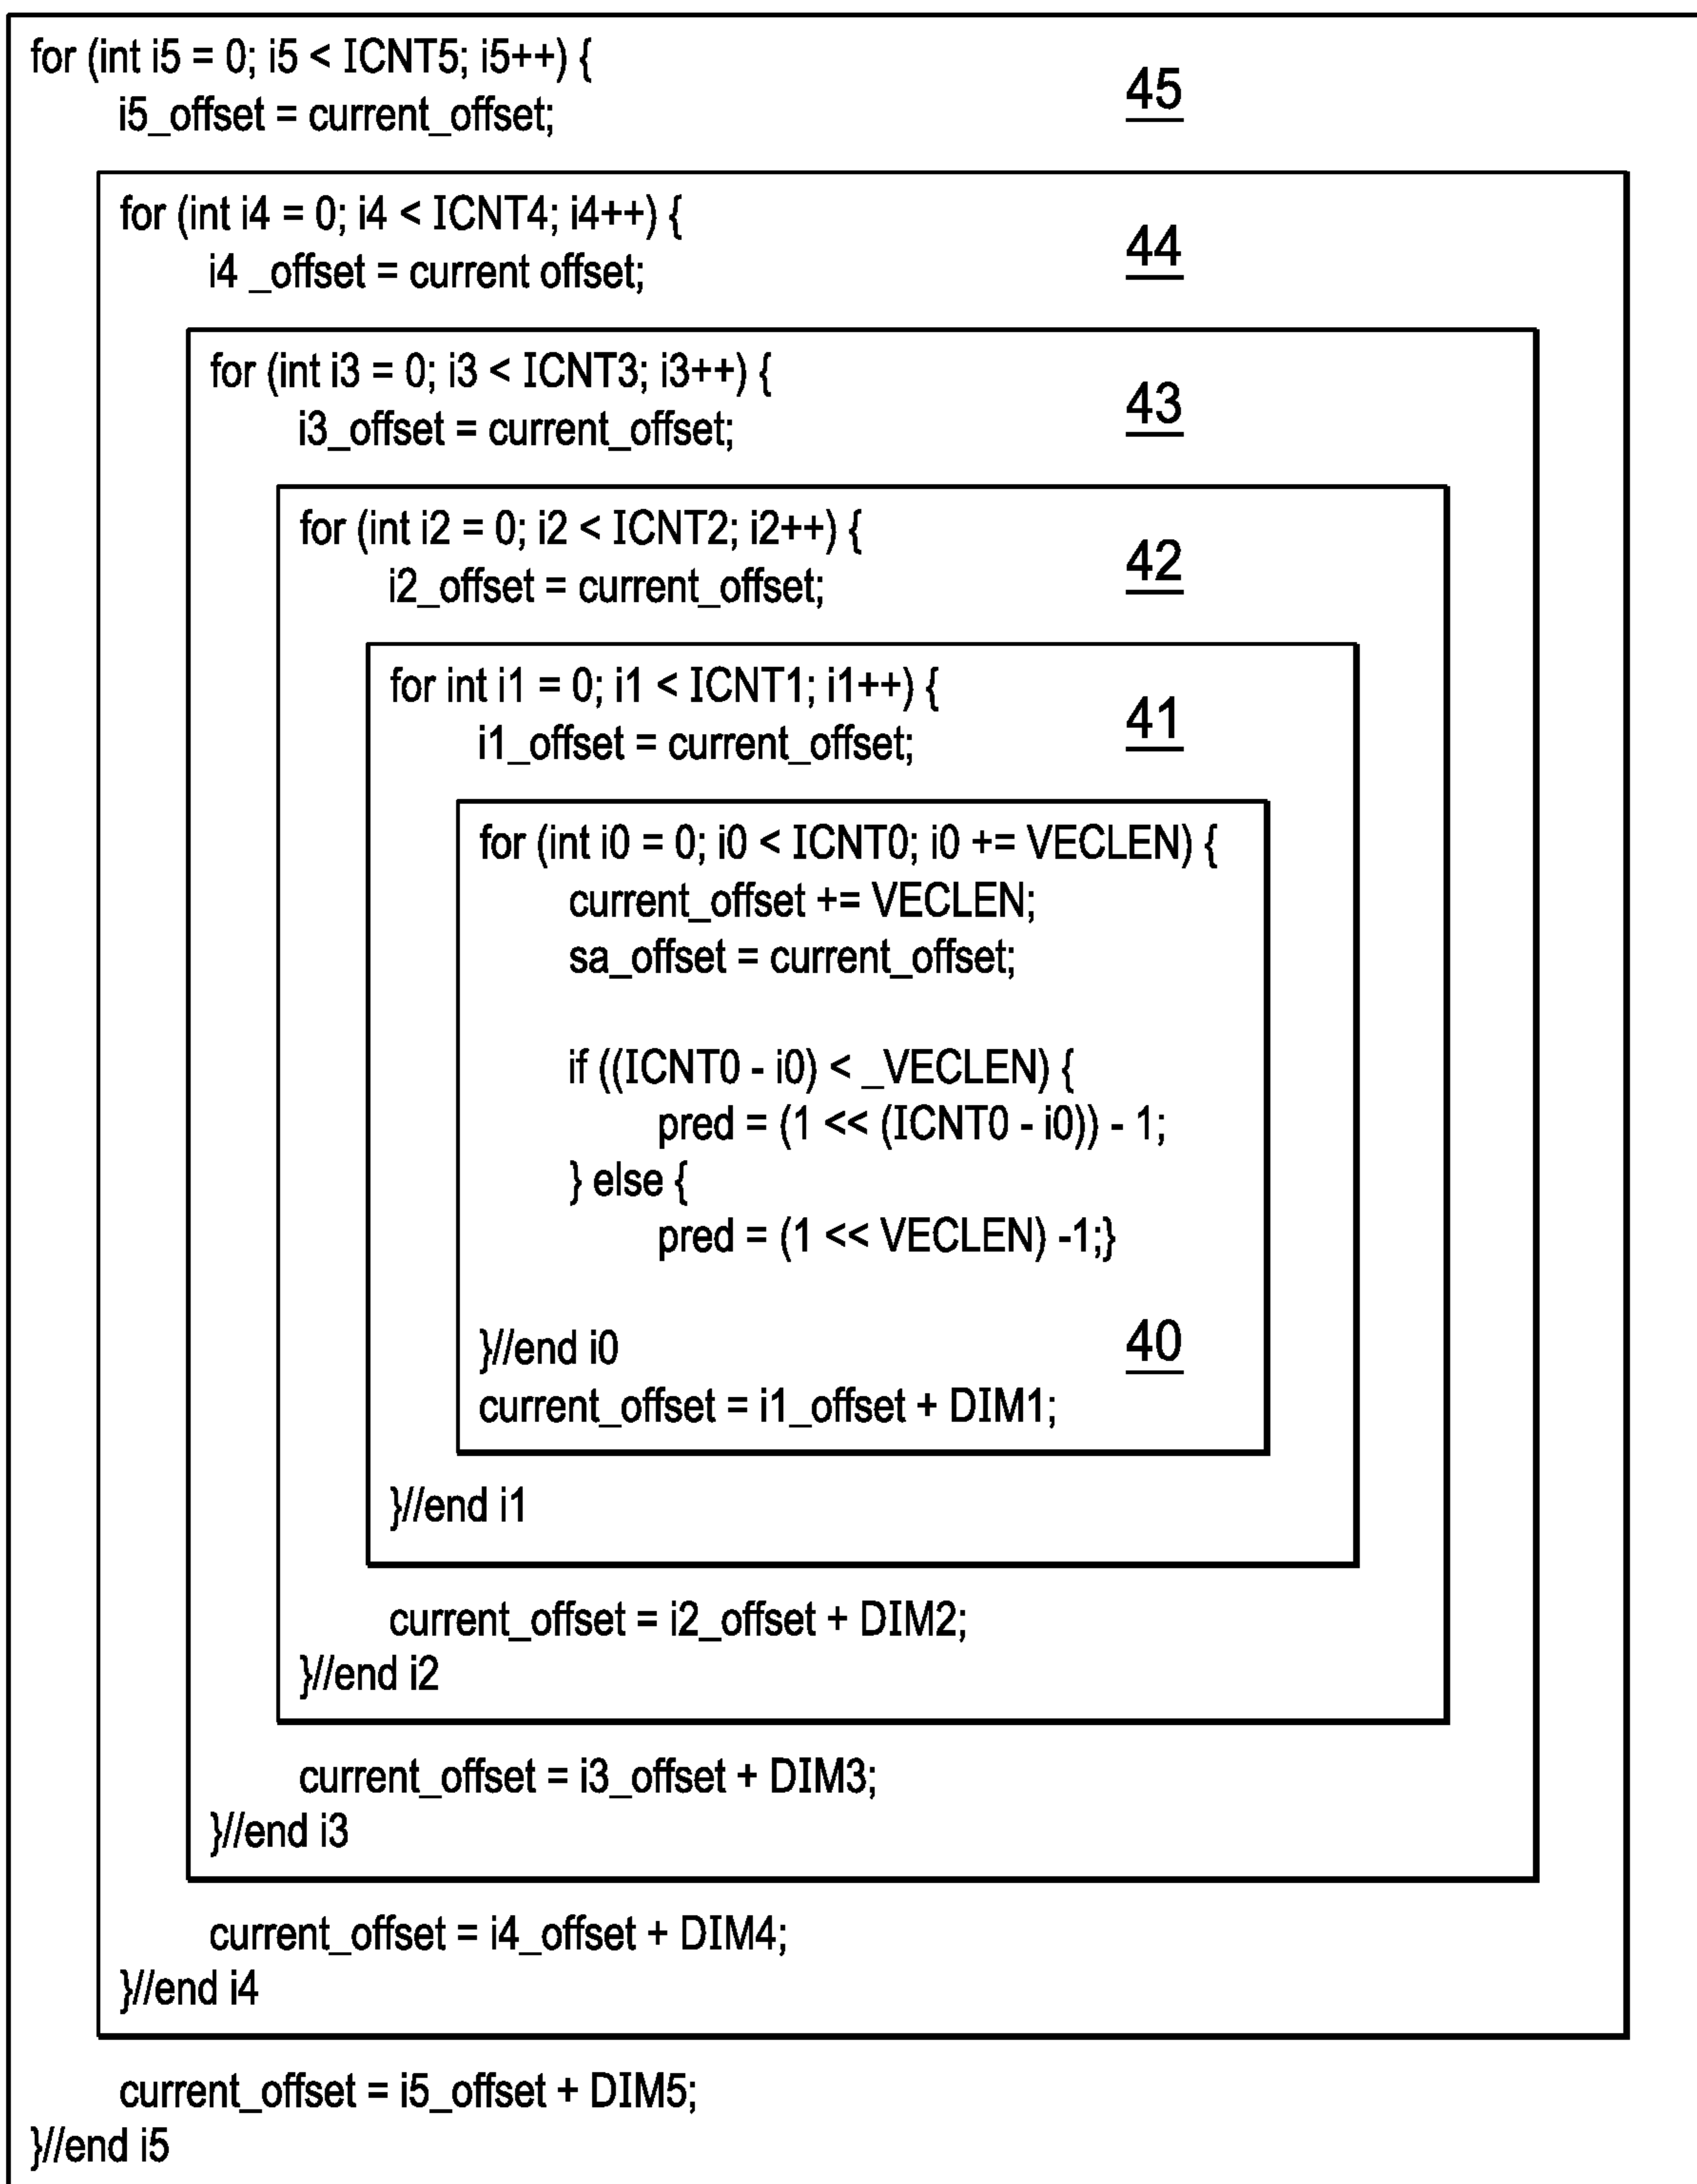 for (int i5 = 0; i5 < ICNT5; i5++) {
i5_offset = current_offset;
45
for (int i4 = 0; i4 < ICNT4; i4++) {
i4 _offset = current offset;
44
for (int i3 = 0; i3 < ICNT3; i3++) {
i3_offset = current_offset;
43
for (int i2 = 0; i2 < ICNT2; i2++) {
i2_offset = current_offset;
42
for int i1 = 0; i1 < ICNT1; i1++) {
i1_offset = current_offset;
41
for (int i0 = 0; i0 < ICNT0; i0 += VECLEN) {
current_offset += VECLEN;
sa_offset = current_offset;
if ((ICNT0 - i0) < _VECLEN) {
pred = (1 << (ICNT0 - i0)) - 1;
} else {
pred = (1 << VECLEN) -1;}
}//end i0
40
current_offset = i1_offset + DIM1;
}//end i1
current_offset = i2_offset + DIM2;
}//end i2
current_offset = i3_offset + DIM3;
}//end i3
current_offset = i4_offset + DIM4;
}//end i4
current_offset = i5_offset + DIM5;
}//end i5